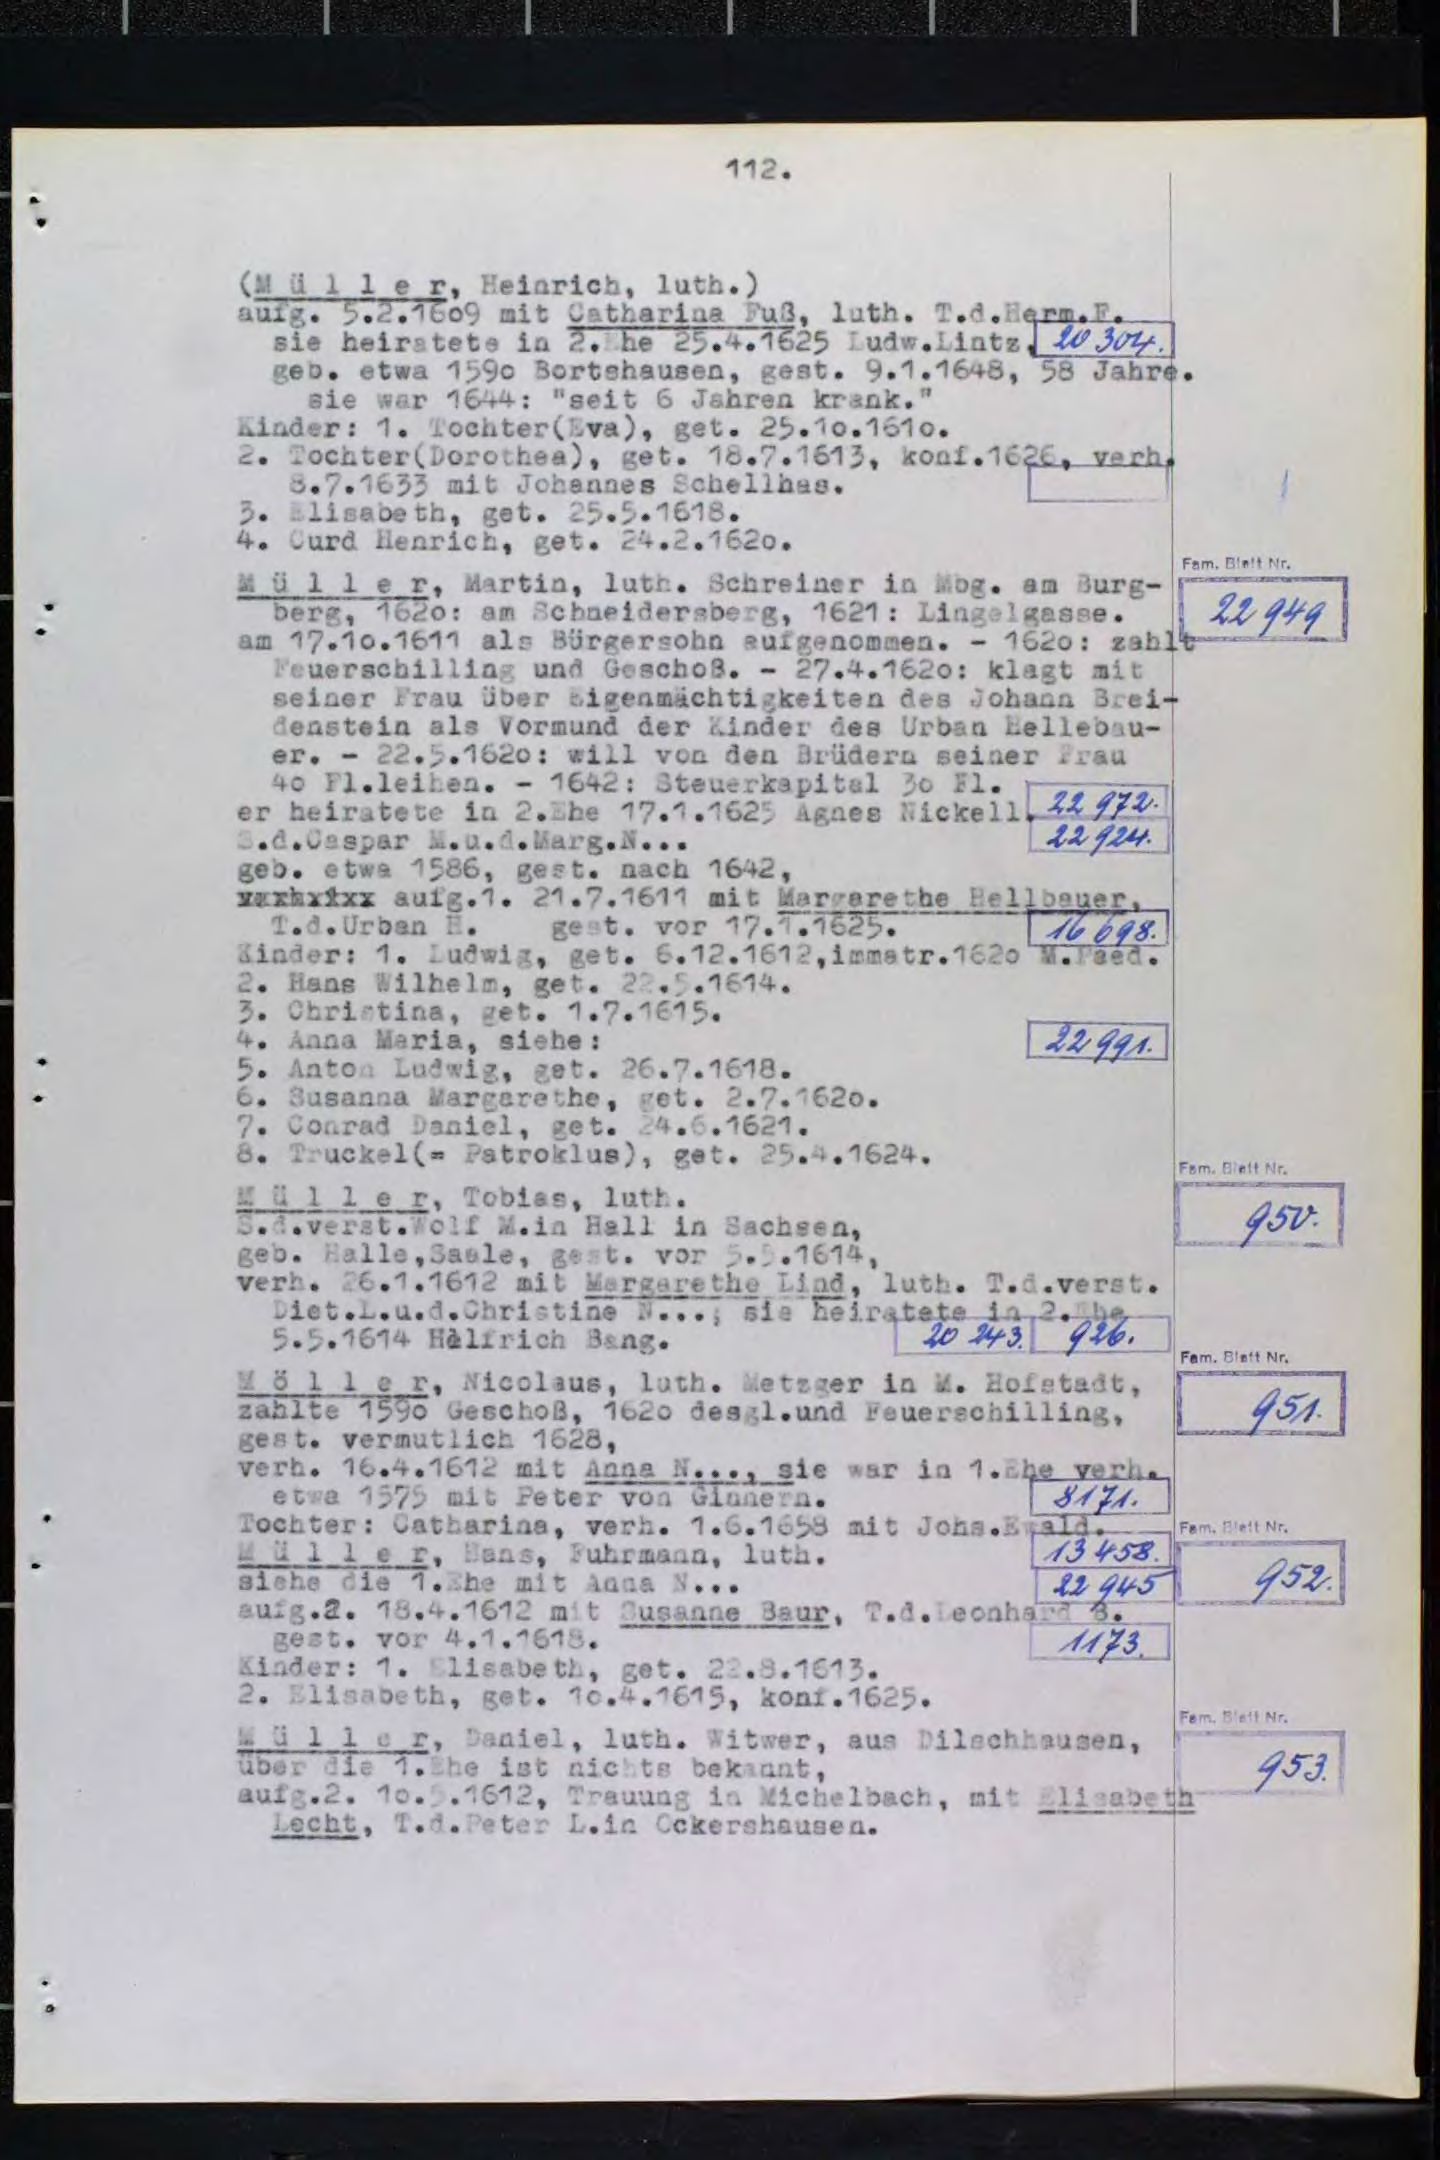 112.
(M ü l l e r, Heinrich, luth.)
aufg. 5.2.16o9 mit Catharina Fuß, luth. T.d.Herm.F.
sie heiratete in 2.Ehe 25.4.1625 Ludw.Lintz. 20 304.
geb. etwa 159o Bortshausen, gest. 9.1.1648, 58 Jahre.
sie war 1644: "seit 6 Jahren krank."
Kinder: 1. Tochter(Eva), get. 25.1o.161o.
2. Tochter(Dorothea), get. 18.7.1613, konf.1626, verh.
8.7.1633 mit Johannes Schellhas.
3. Elisabeth, get. 25.5.1618.
4. Curd Henrich, get. 24.2.162o.
Fam. Blatt Nr.
M ü l l e r, Martin, luth. Schreiner in Mbg. am Burg-
berg, 162o: am Schneidersberg, 1621: Lingelgasse. 22 949
am 17.1o.1611 als Bürgersohn aufgenommen. - 162o: zahlt
Feuerschilling und Geschoß. - 27.4.162o: klagt mit
seiner Frau über Eigenmächtigkeiten des Johann Brei-
denstein als Vormund der Kinder des Urban Hellebau-
er. - 22.5.162o: will von den Brüdern seiner Frau
4o Fl.leihen. - 1642: Steuerkapital 3o Fl.
er heiratete in 2.Ehe 17.1.1625 Agnes Nickell. 22 972.
S.d.Caspar M.u.d.Marg.N... 22 924.
geb. etwa 1586, gest. nach 1642,
aufg.1. 21.7.1611 mit Margarethe Hellbauer,
T.d.Urban H. gest. vor 17.1.1625. 16 698.
Kinder: 1. Ludwig, get. 6.12.1612,immatr.162o M.Paed.
2. Hans Wilhelm, get. 22.5.1614.
3. Christina, get. 1.7.1615.
4. Anna Maria, siehe: 22 991.
5. Anton Ludwig, get. 26.7.1618.
6. Susanna Margarethe, get. 2.7.162o.
7. Conrad Daniel, get. 24.6.1621.
8. Truckel(= Patroklus), get. 25.4.1624.
Fam. Blatt Nr.
M ü l l e r, Tobias, luth.
S.d.verst.Wolf M.in Hall in Sachsen, 950.
geb. Halle,Saale, gest. vor 5.5.1614,
verh. 26.1.1612 mit Margarethe Lind, luth. T.d.verst.
Diet.L.u.d.Christine N...; sie heiratete in 2.Ehe
5.5.1614 Helfrich Bang. 20 243. 926.
Fam. Blatt Nr.
M ö l l e r, Nicolaus, luth. Metzger in M. Hofstadt,
zahlte 159o Geschoß, 162o desgl.und Feuerschilling, 951.
gest. vermutlich 1628,
verh. 16.4.1612 mit Anna N..., sie war in 1.Ehe verh.
etwa 1575 mit Peter von Ginnern. 8171.
Tochter: Catharina, verh. 1.6.1658 mit Johs.Ewald.
Fam. Blatt Nr.
M ü l l e r, Hans, Fuhrmann, luth. 13 458.
siehe die 1.Ehe mit Anna N... 22 945 952.
aufg.2. 18.4.1612 mit Susanne Baur, T.d.Leonhard B.
gest. vor 4.1.1618. 1173.
Kinder: 1. Elisabeth, get. 22.8.1613.
2. Elisabeth, get. 1o.4.1615, konf.1625.
Fam. Blatt Nr.
M ü l l e r, Daniel, luth. Witwer, aus Dilschhausen,
über die 1.Ehe ist nichts bekannt, 953.
aufg.2. 1o.5.1612, Trauung in Michelbach, mit Elisabeth
Lecht, T.d.Peter L.in Ockershausen.